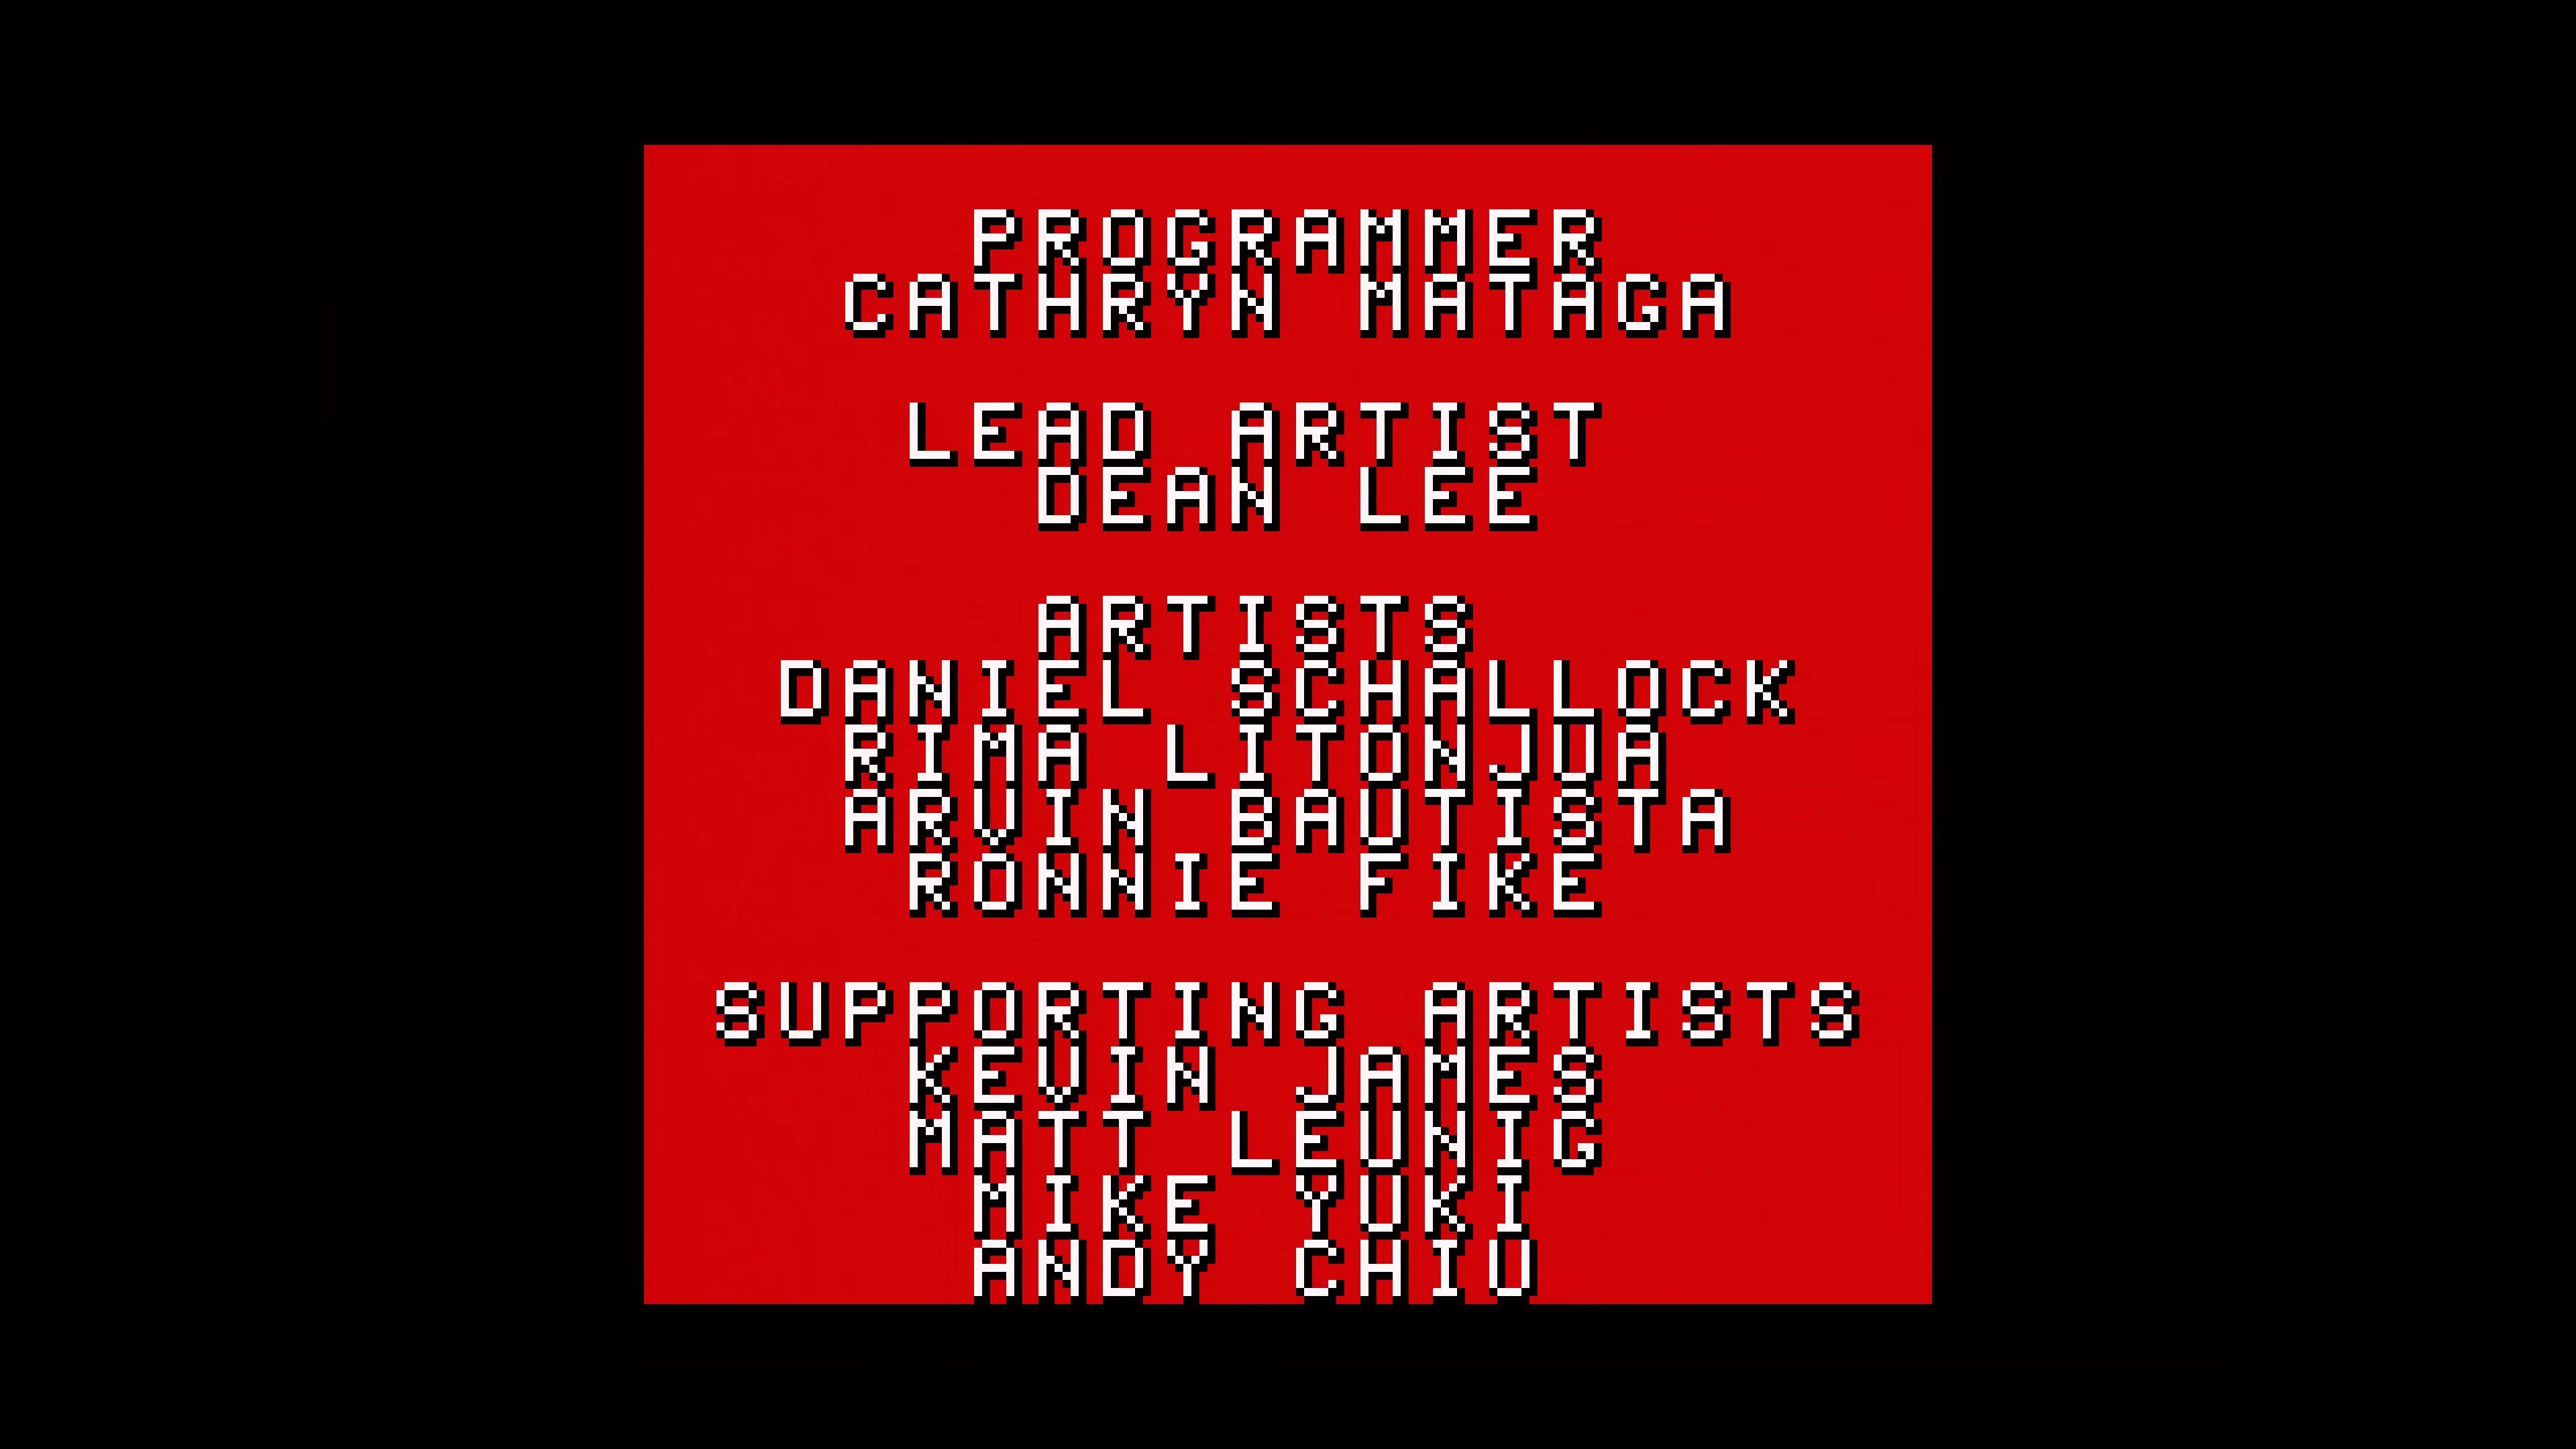 PROGRAMMER
CATHRYN MATAGA
LEAD ARTIST
DEAN LEE
ARTISTS
DANIEL SCHALLOCK
RIMA LITONJUA
ARVIN BAUTISTA
RONNIE FIKE
SUPPORTING ARTISTS
KEVIN JAMES
MATT LEUNIG
MIKE YUKI
ANDY CHIU